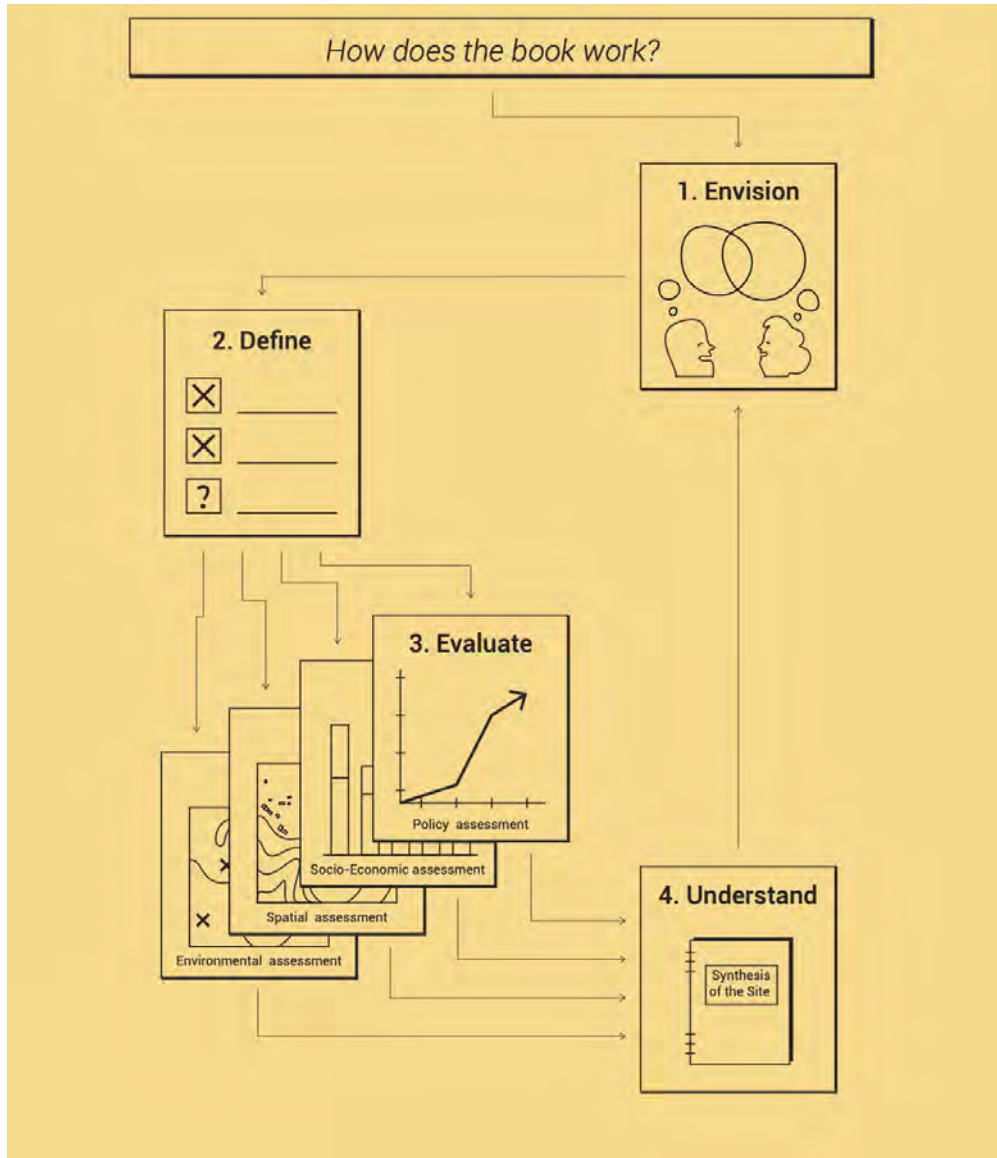 How does the book work?
1. Envision
2. Define
?
3. Evaluate
Policy assessment
Socio-Economic assessment
Spatial assessment
Environmental assessment
4. Understand
Synthesis
of the Site